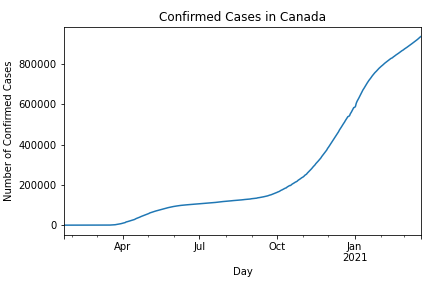 Confirmed Cases in Canada
Number of Confirmed Cases
800000
600000
400000
200000
0
Apr
Jul
Oct
Jan
2021
Day